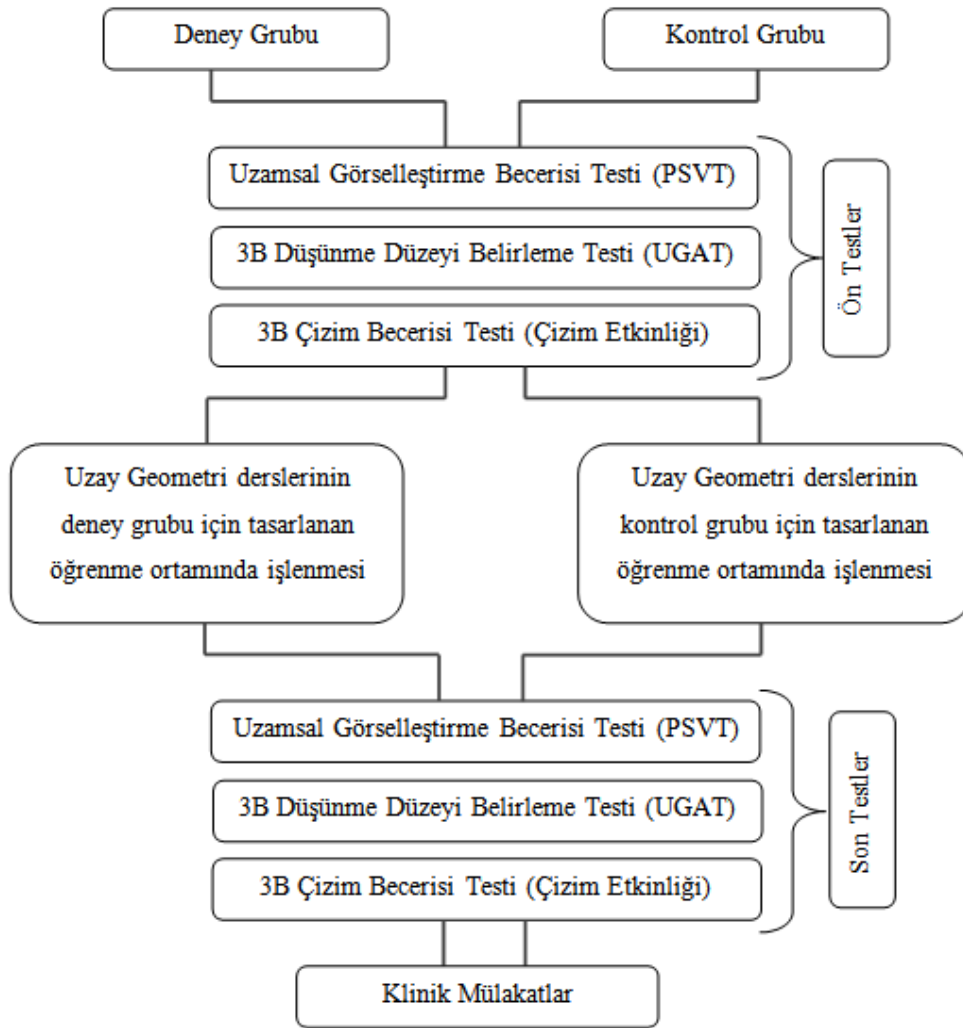 Deney Grubu
Kontrol Grubu
Uzamsal Görselleştirme Becerisi Testi (PSVT)
3B Düşünme Düzeyi Belirleme Testi (UGAT)
3B Çizim Becerisi Testi (Çizim Etkinliği)
Ön Testler
Uzay Geometri derslerinin
deney grubu için tasarlanan
öğrenme ortamında işlenmesi
Uzay Geometri derslerinin
kontrol grubu için tasarlanan
öğrenme ortamında işlenmesi
Uzamsal Görselleştirme Becerisi Testi (PSVT)
3B Düşünme Düzeyi Belirleme Testi (UGAT)
3B Çizim Becerisi Testi (Çizim Etkinliği)
Son Testler
Klinik Mülakatlar